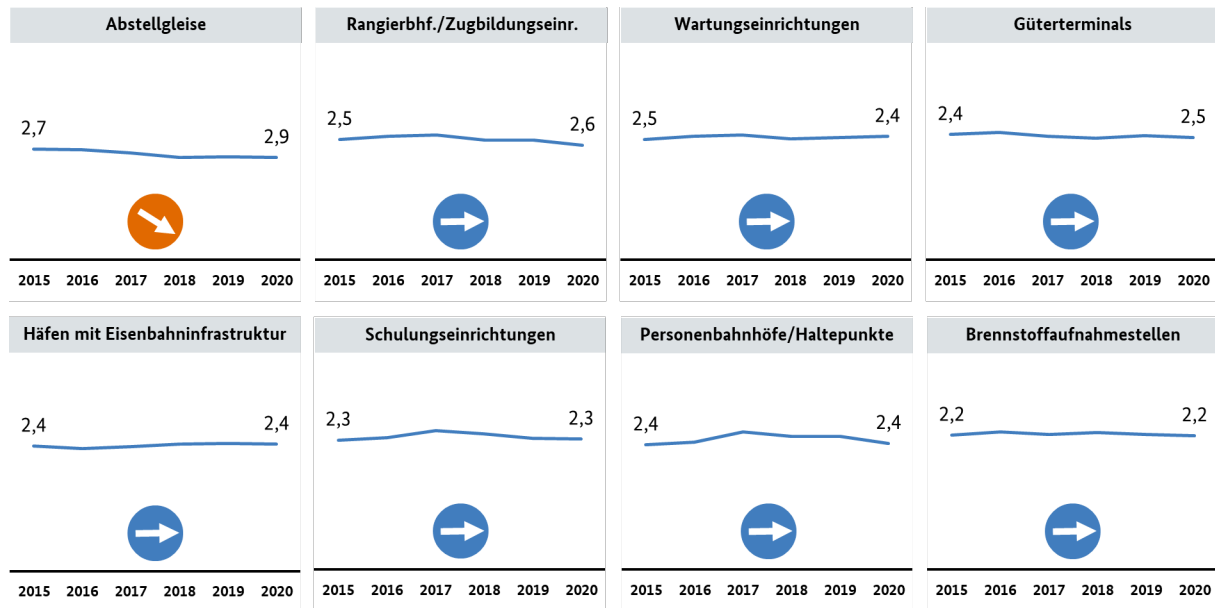 Abstellgleise
2,7
2,9
2015 2016 2017 2018 2019 2020
Rangierbhf./Zugbildungseinr.
2,5
2,6
2015 2016 2017 2018 2019 2020
Wartungseinrichtungen
2,5
2,4
2015 2016 2017 2018 2019 2020
Güterterminals
2,4
2,5
2015 2016 2017 2018 2019 2020
Häfen mit Eisenbahninfrastruktur
2,4
2,4
2015 2016 2017 2018 2019 2020
Schulungseinrichtungen
2,3
2,3
2015 2016 2017 2018 2019 2020
Personenbahnhöfe/Haltepunkte
2,4
2,4
2015 2016 2017 2018 2019 2020
Brennstoffaufnahmestellen
2,2
2,2
2015 2016 2017 2018 2019 2020